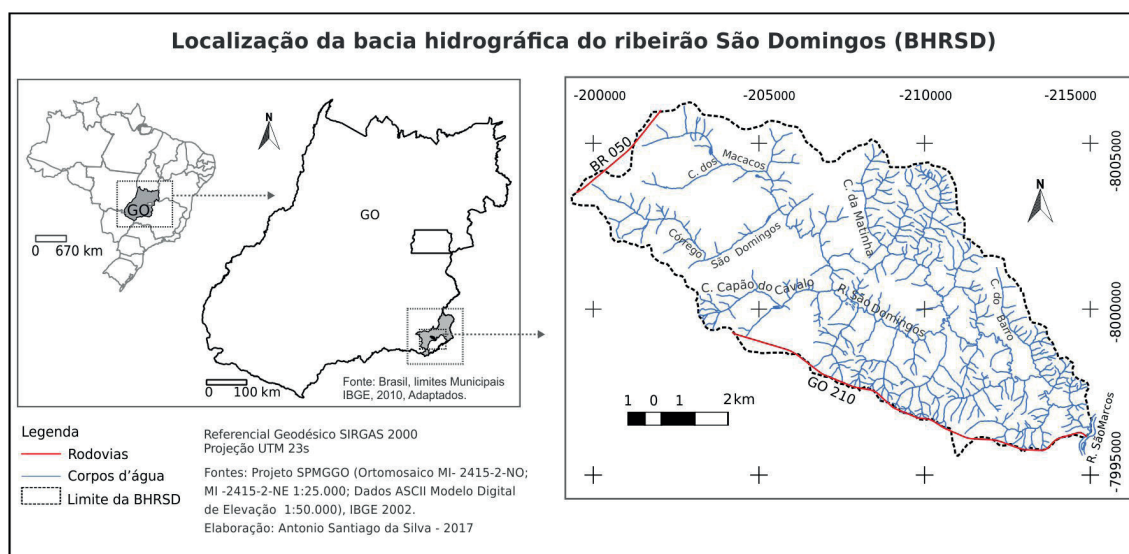 Localização da bacia hidrográfica do ribeirão São Domingos (BHRSD)
N
GO
GO
0 670 km
0 100 km
Fonte: Brasil, limites Municipais
IBGE, 2010, Adaptados.
-200000 -205000 -210000 -215000
-8005000
-8000000
-7995000
N
BR 050
C. dos Macacos
C. da Matinha
Córrego São Domingos
C. Capão do Cavalo
R. São Domingos
C. do Barro
GO 210
R. SãoMarcos
1 0 1 2 km
Legenda
Rodovias
Corpos d’água
Limite da BHRSD
Referencial Geodésico SIRGAS 2000
Projeção UTM 23s
Fontes: Projeto SPMGGO (Ortomosaico MI- 2415-2-NO;
MI -2415-2-NE 1:25.000; Dados ASCII Modelo Digital
de Elevação 1:50.000), IBGE 2002.
Elaboração: Antonio Santiago da Silva - 2017